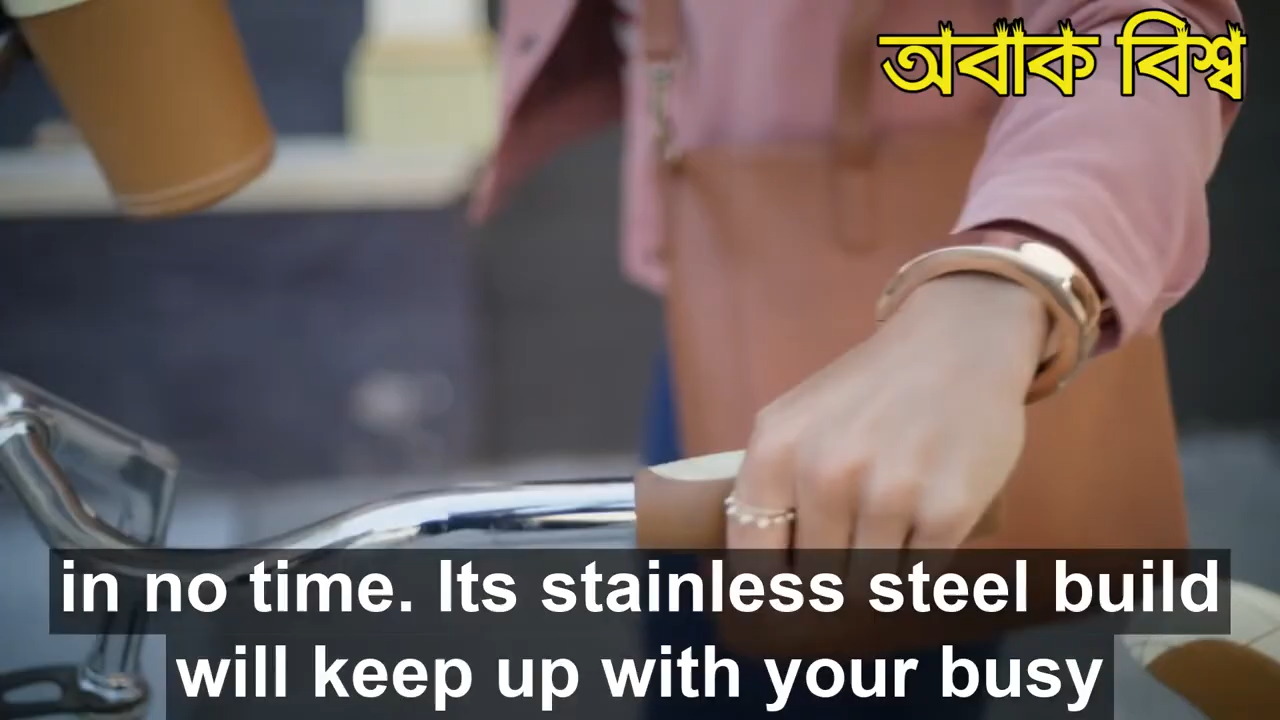 অবাক বিশ্ব
in no time. Its stainless steel build
will keep up with your busy